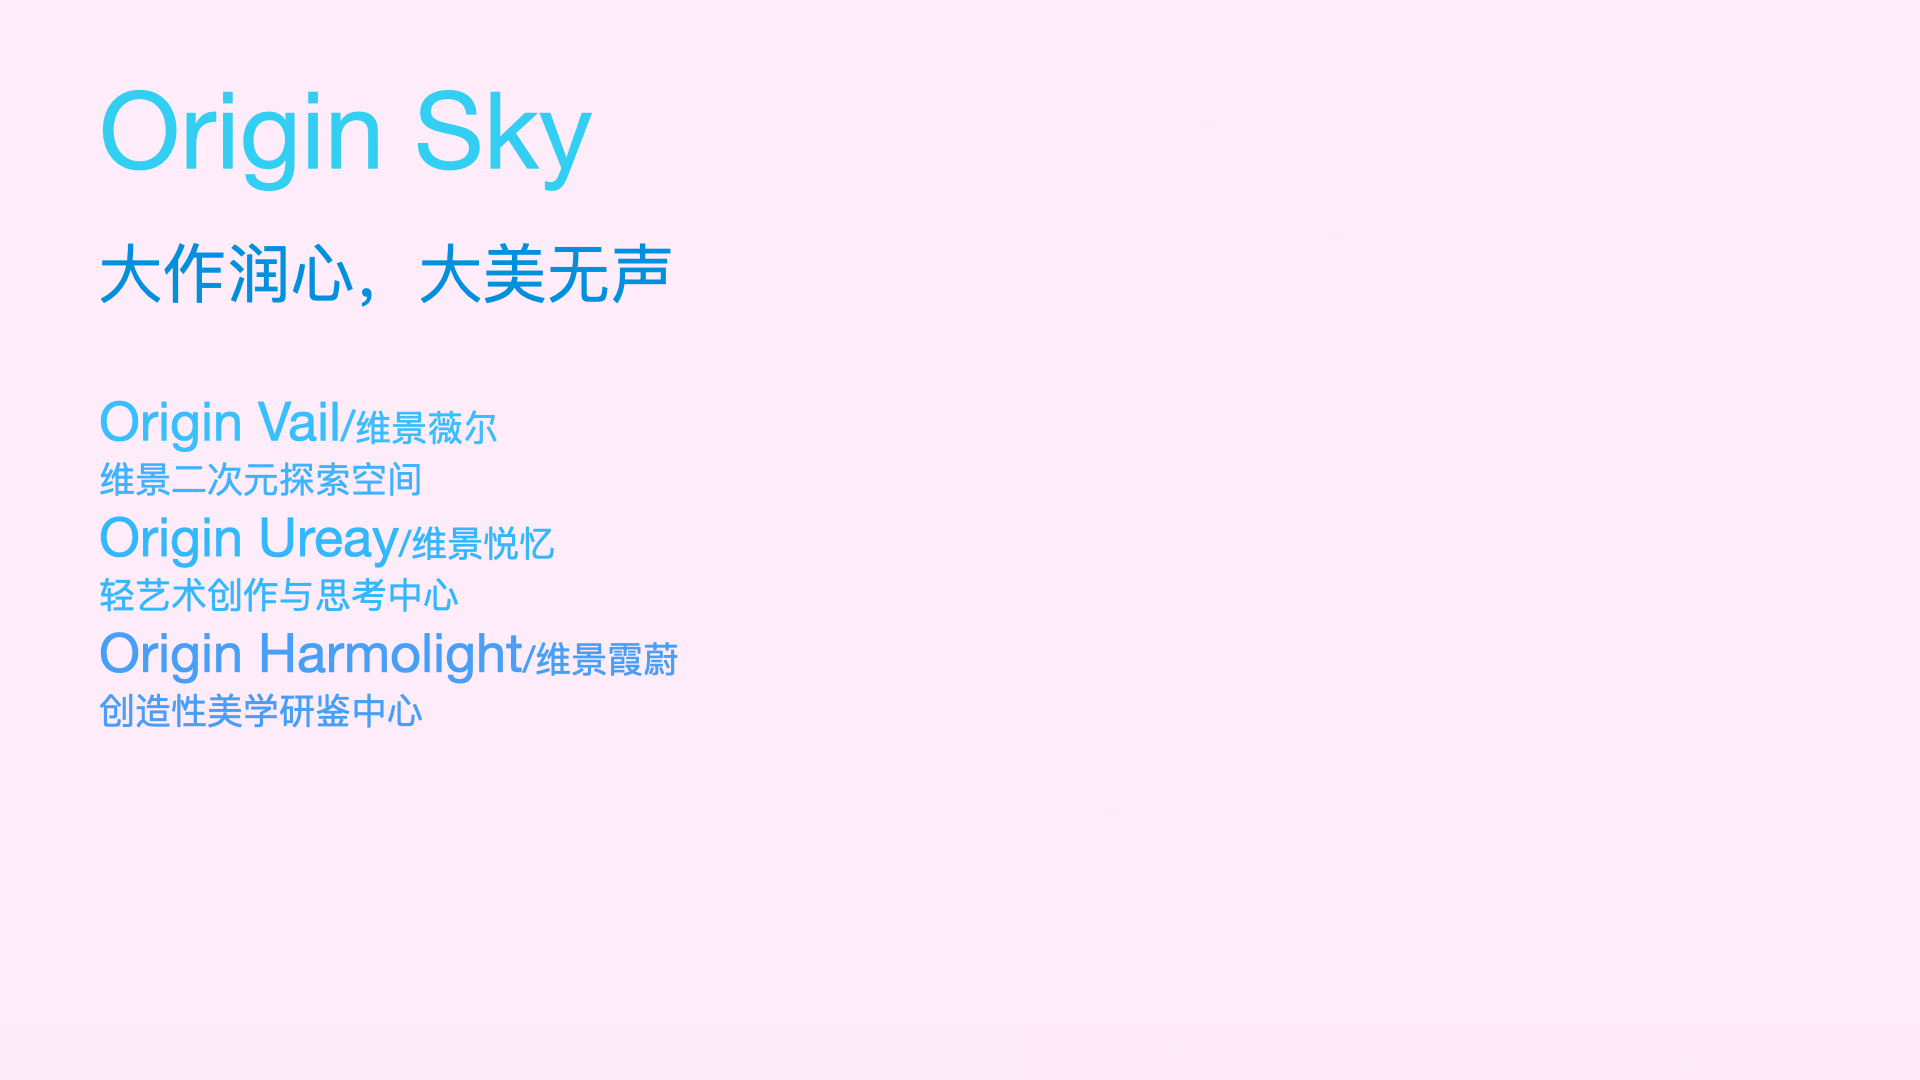 Origin Sky
大作润心，大美无声
Origin Vail/维景薇尔
维景二次元探索空间
Origin Ureay/维景悦忆
轻艺术创作与思考中心
Origin Harmolight/维景霞蔚
创造性美学研鉴中心